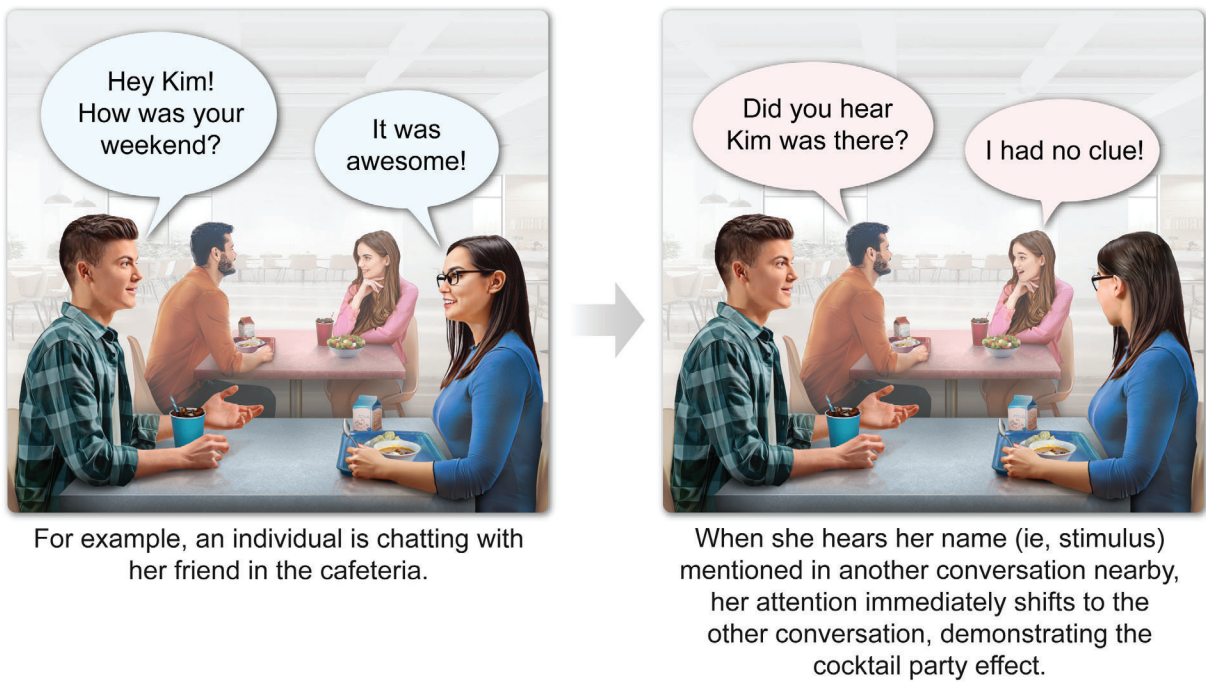 Hey Kim!
How was your
weekend?
It was
awesome!
For example, an individual is chatting with
her friend in the cafeteria.
Did you hear
Kim was there?
I had no clue!
When she hears her name (ie, stimulus)
mentioned in another conversation nearby,
her attention immediately shifts to the
other conversation, demonstrating the
cocktail party effect.